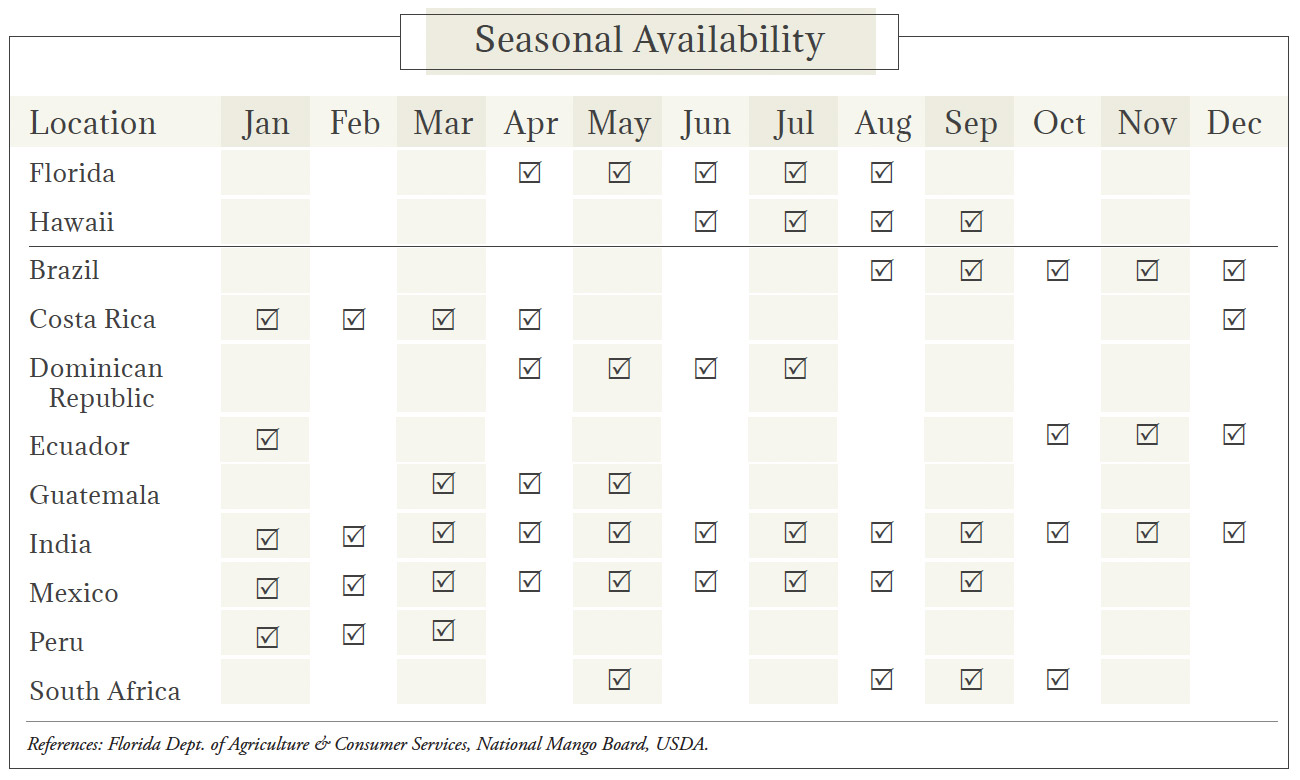 Seasonal Availability
Location Jan Feb Mar Apr May Jun Jul Aug Sep Oct Nov Dec
Florida ☑ ☑ ☑ ☑ ☑
Hawaii ☑ ☑ ☑ ☑
Brazil ☑ ☑ ☑ ☑ ☑
Costa Rica ☑ ☑ ☑ ☑ ☑
Dominican ☑ ☑ ☑ ☑
Republic
Ecuador ☑ ☑ ☑ ☑
Guatemala ☑ ☑ ☑
India ☑ ☑ ☑ ☑ ☑ ☑ ☑ ☑ ☑ ☑ ☑ ☑
Mexico ☑ ☑ ☑ ☑ ☑ ☑ ☑ ☑ ☑
Peru ☑ ☑ ☑
South Africa ☑ ☑ ☑ ☑
References: Florida Dept. of Agriculture & Consumer Services, National Mango Board, USDA.